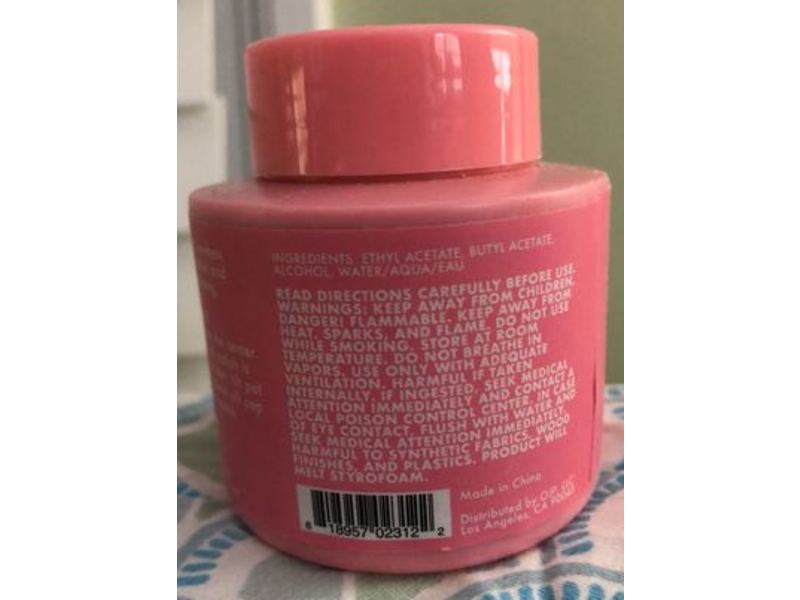 INGREDIENTS: ETHYL ACETATE, BUTYL ACETATE,
ALCOHOL, WATER/AQUA/EAU
READ DIRECTIONS CAREFULLY BEFORE USE.
WARNINGS: KEEP AWAY FROM CHILDREN.
DANGER! FLAMMABLE. KEEP AWAY FROM
HEAT, SPARKS, AND FLAME. DO NOT USE
WHILE SMOKING. STORE AT ROOM
TEMPERATURE. DO NOT BREATHE IN
VAPORS. USE ONLY WITH ADEQUATE
VENTILATION. HARMFUL IF TAKEN
INTERNALLY. IF INGESTED, SEEK MEDICAL
ATTENTION IMMEDIATELY AND CONTACT A
LOCAL POISON CONTROL CENTER. IN CASE
OF EYE CONTACT, FLUSH WITH WATER AND
SEEK MEDICAL ATTENTION IMMEDIATELY.
HARMFUL TO SYNTHETIC FABRICS, WOOD
FINISHES, AND PLASTICS. PRODUCT WILL
MELT STYROFOAM.
Made in China
Distributed by OJP, LLC
Los Angeles, CA
8 18957 02312 2